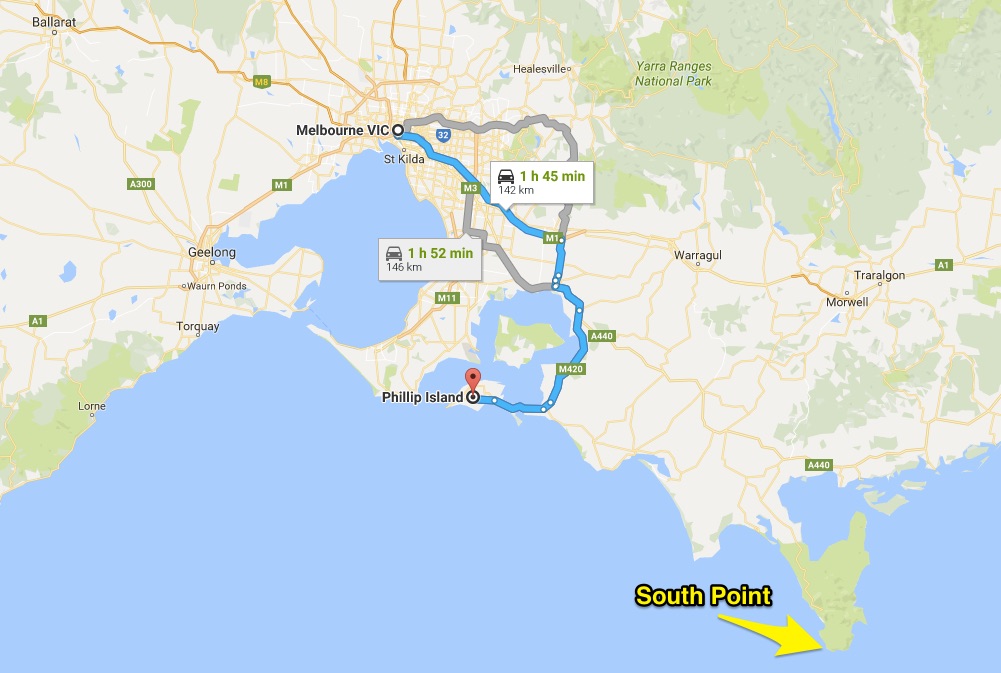 Ballarat
Healesville
Yarra Ranges
National Park
M8
Melbourne VIC
32
St Kilda
1 h 45 min
142 km
A300
M1
M3
M1
1 h 52 min
146 km
Geelong
Warragul
Traralgon
A1
Waurn Ponds
M11
Morwell
A1
Torquay
A440
M420
Phillip Island
Lorne
A440
South Point